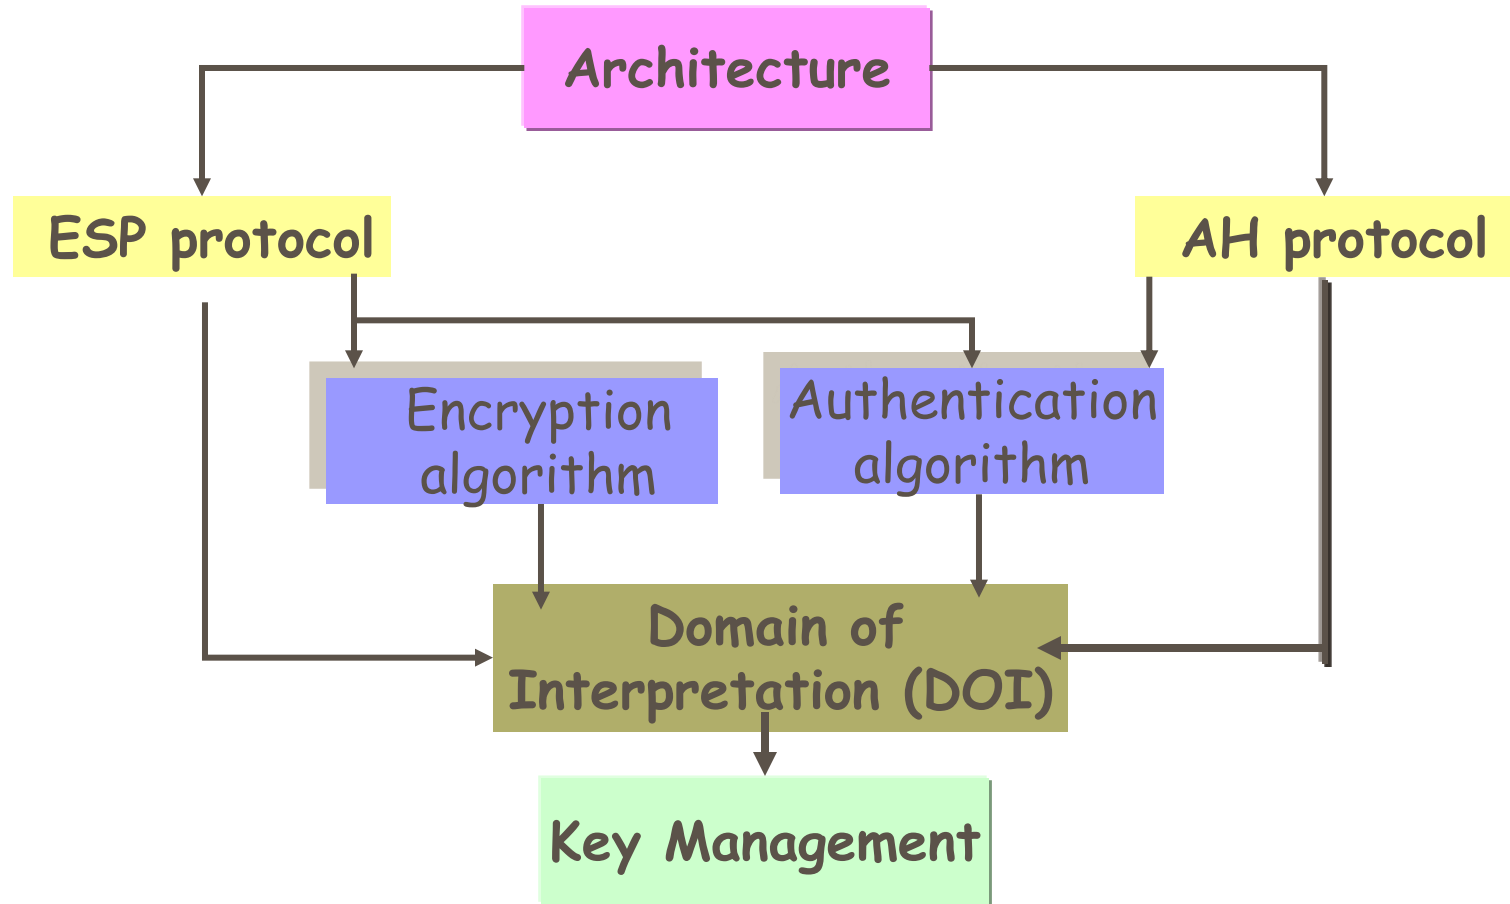 Architecture
ESP protocol
AH protocol
Encryption
algorithm
Authentication
algorithm
Domain of
Interpretation (DOI)
Key Management